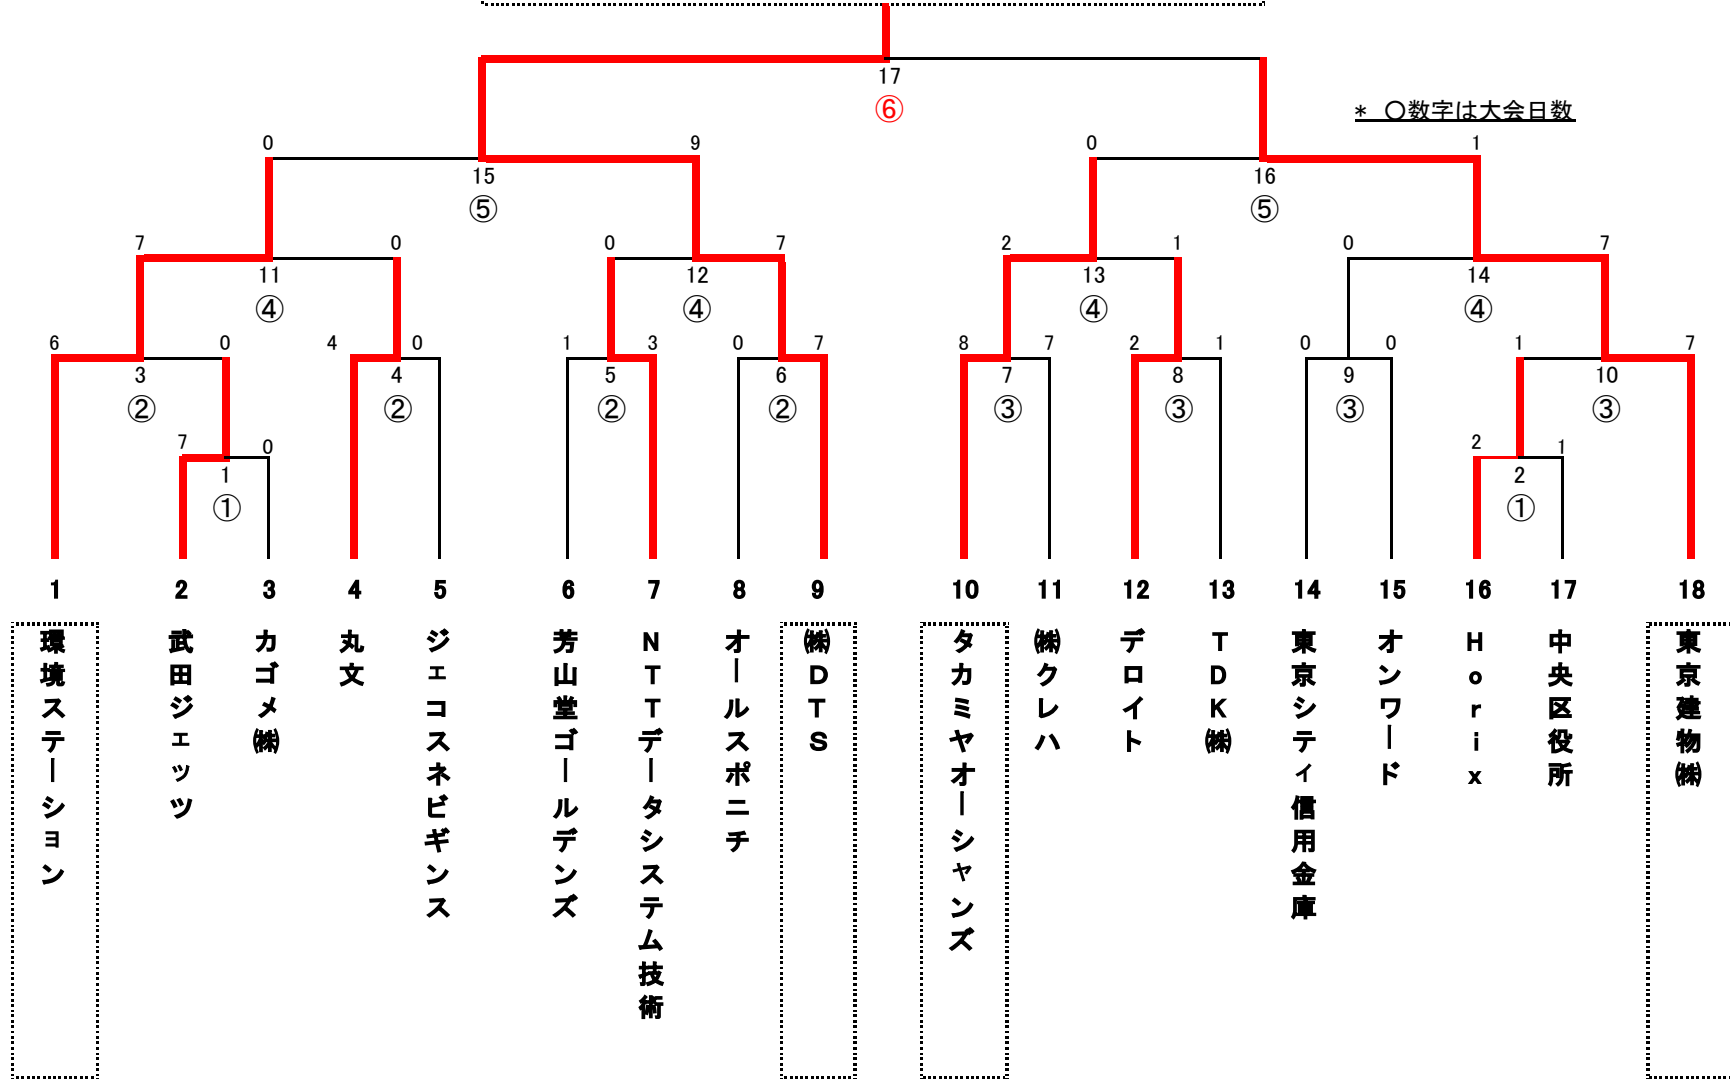 17
⑥
* 〇数字は大会日数
0 9 0 1
15 16
⑤ ⑤
7 0 0 7 2 1 0 7
11 12 13 14
④ ④ ④ ④
6 0 4 0 1 3 0 7 8 7 2 1 0 0 1 7
3 4 5 6 7 8 9 10
② ② ② ② ③ ③ ③ ③
7 0 2 1
1 2
① ①
1 2 3 4 5 6 7 8 9 10 11 12 13 14 15 16 17 18
環境ステーション
武田ジェッツ
カゴメ㈱
丸文
ジェコスネビギンス
芳山堂ゴールデンズ
NTTデータシステム技術
オールスポニチ
㈱DTS
タカミヤオーシャンズ
㈱クレハ
デロイト
TDK㈱
東京シティ信用金庫
オンワード
Horix
中央区役所
東京建物㈱